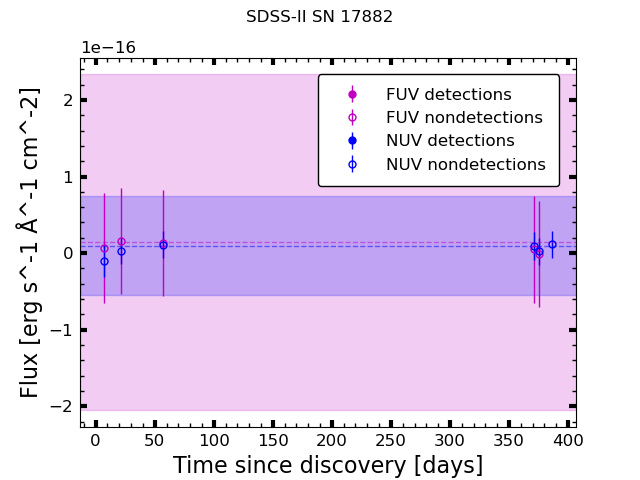 SDSS-II SN 17882
1e−16
FUV detections
FUV nondetections
NUV detections
NUV nondetections
2
1
0
−1
−2
Flux [erg s^-1 Å^-1 cm^-2]
0 50 100 150 200 250 300 350 400
Time since discovery [days]